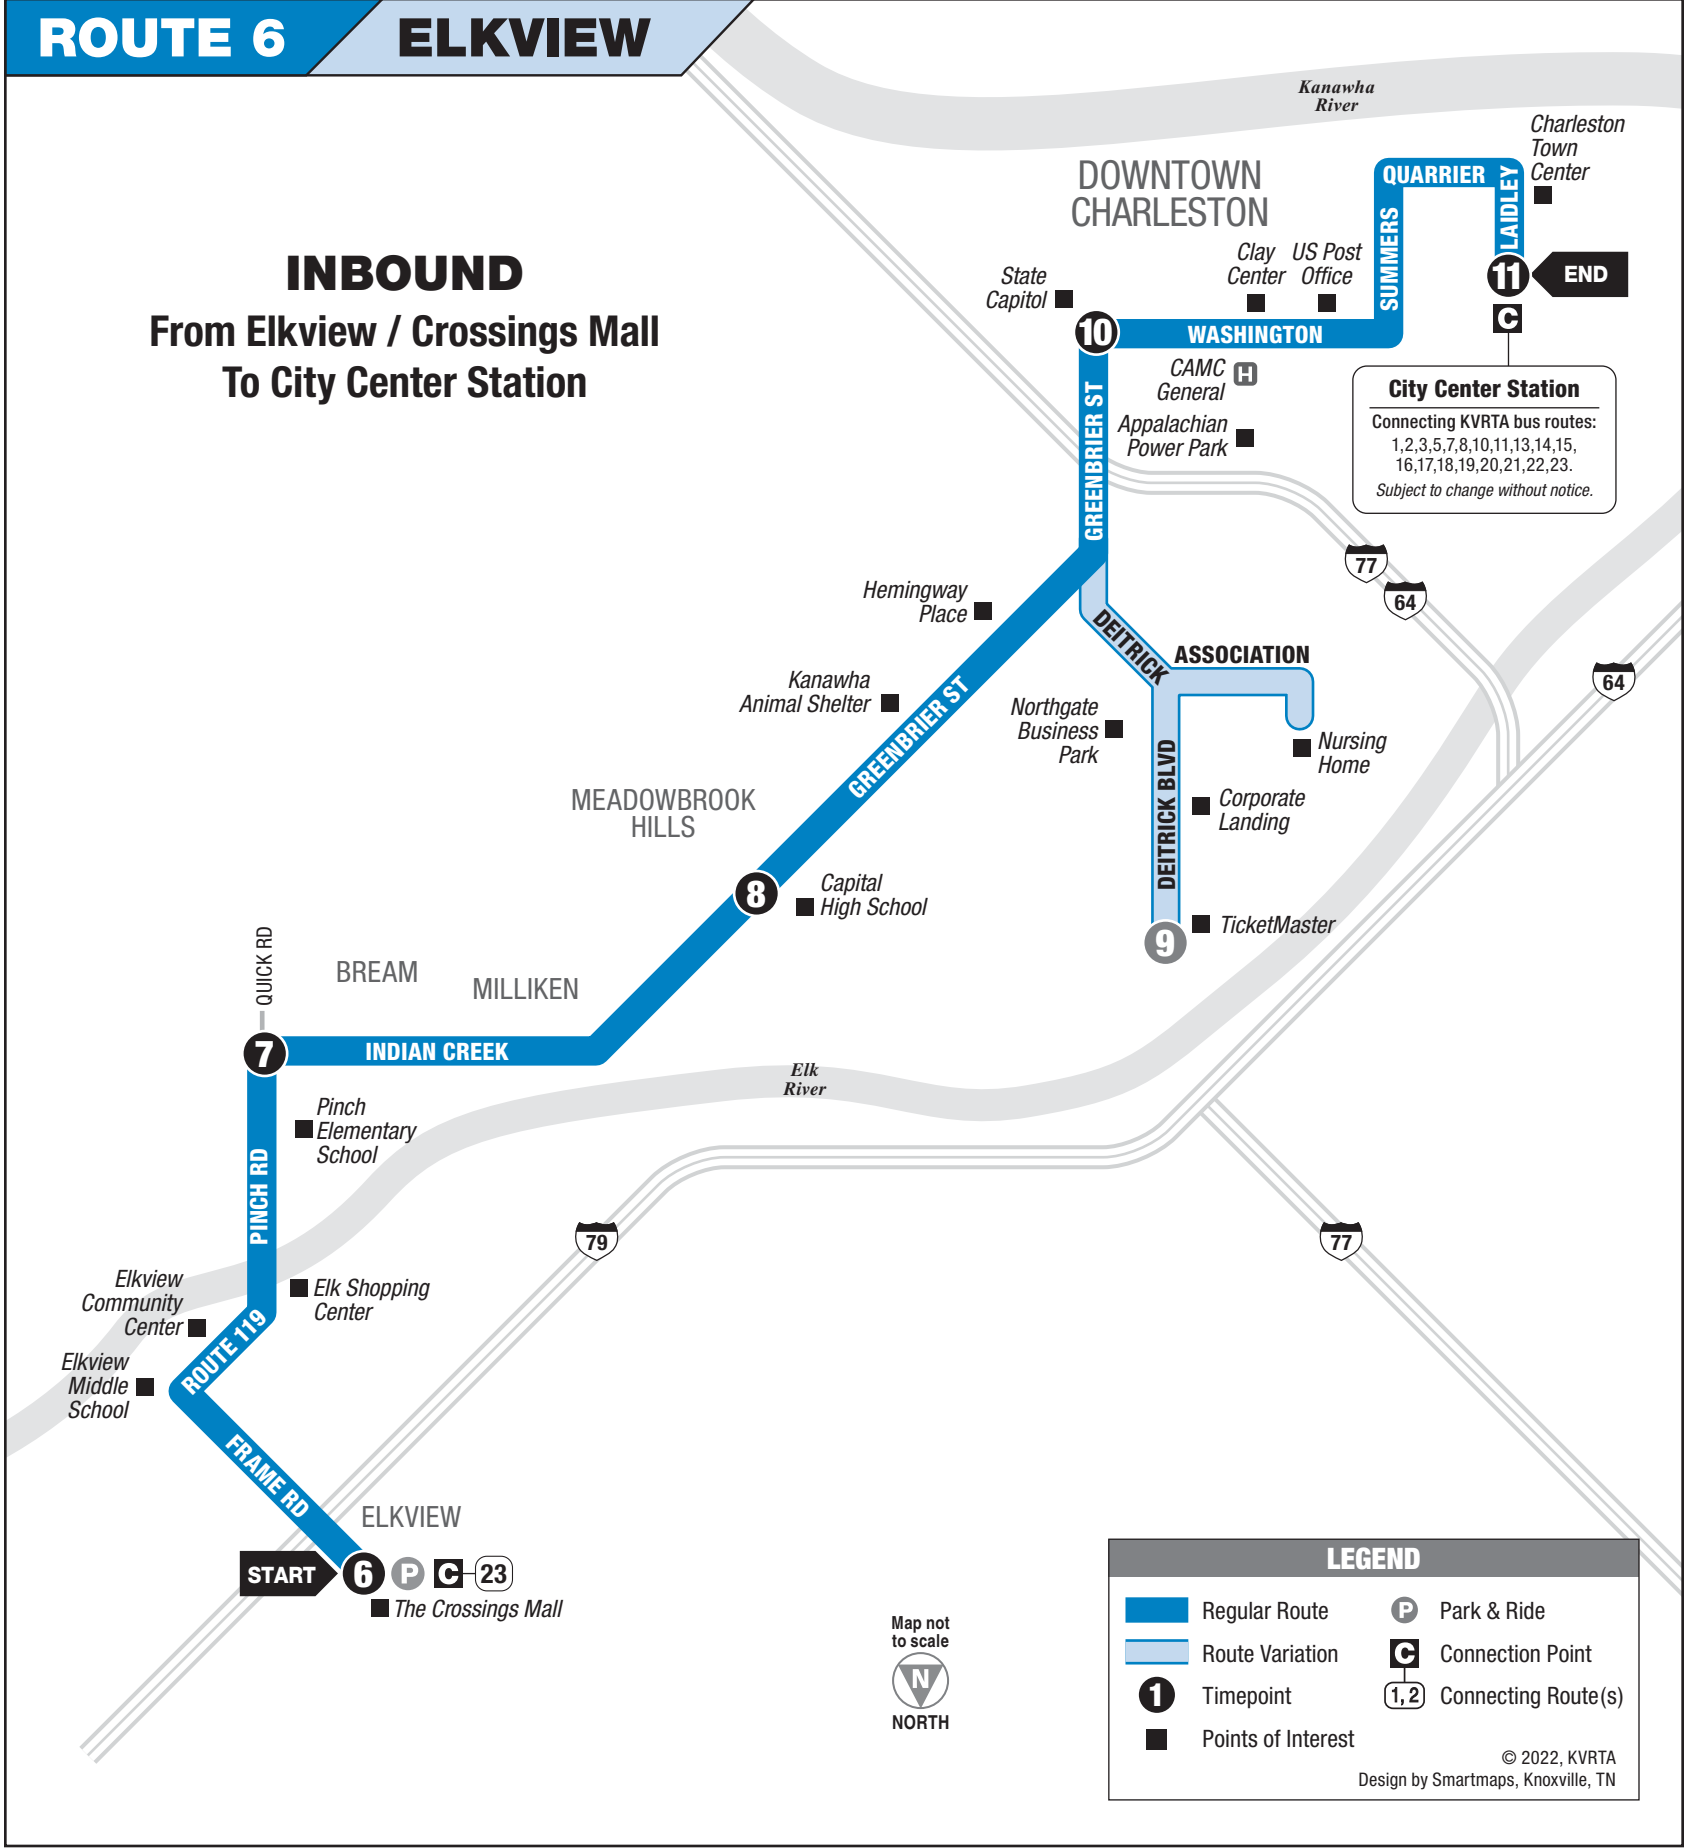 ROUTE 6
ELKVIEW
Kanawha
River
Charleston
Town
Center
DOWNTOWN
CHARLESTON
QUARRIER
LAIDLEY
SUMMERS
INBOUND
From Elkview / Crossings Mall
To City Center Station
Clay
Center
US Post
Office
State
Capitol
11
END
C
10
WASHINGTON
CAMC
General
H
Appalachian
Power Park
GREENBRIER ST
City Center Station
Connecting KVRTA bus routes:
1,2,3,5,7,8,10,11,13,14,15,
16,17,18,19,20,21,22,23.
Subject to change without notice.
77
64
64
Hemingway
Place
DEITRICK
ASSOCIATION
Kanawha
Animal Shelter
GREENBRIER ST
Northgate
Business
Park
Nursing
Home
DEITRICK BLVD
Corporate
Landing
MEADOWBROOK
HILLS
8
Capital
High School
TicketMaster
9
QUICK RD
BREAM
MILLIKEN
7
INDIAN CREEK
Elk
River
Pinch
Elementary
School
PINCH RD
79
77
Elkview
Community
Center
Elk Shopping
Center
ROUTE 119
Elkview
Middle
School
FRAME RD
ELKVIEW
START
6
P
C
23
The Crossings Mall
Map not
to scale
N
NORTH
LEGEND
Regular Route
P
Park & Ride
Route Variation
C
Connection Point
1
Timepoint
1, 2
Connecting Route(s)
Points of Interest
© 2022, KVRTA
Design by Smartmaps, Knoxville, TN